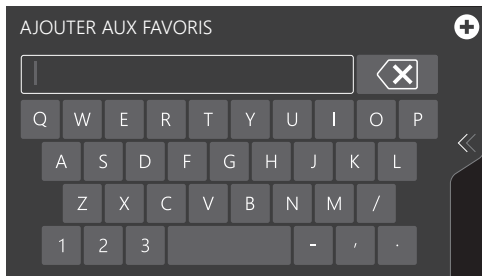 AJOUTER AUX FAVORIS
Q W E R T Y U I O P
A S D F G H J K L
Z X C V B N M /
1 2 3 - , .